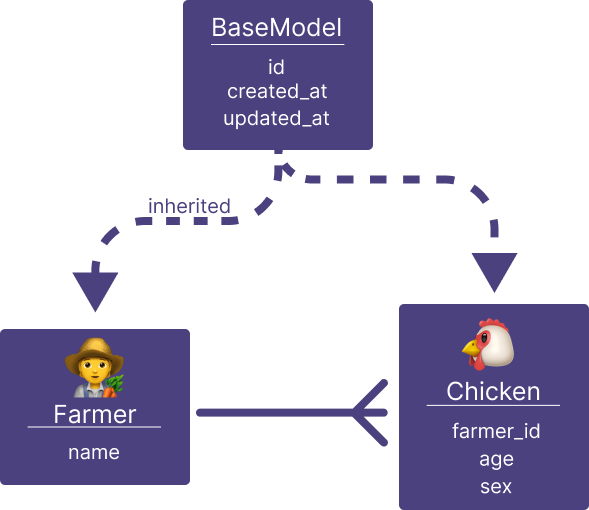 BaseModel
id
created_at
updated_at
inherited
Farmer
name
Chicken
farmer_id
age
sex